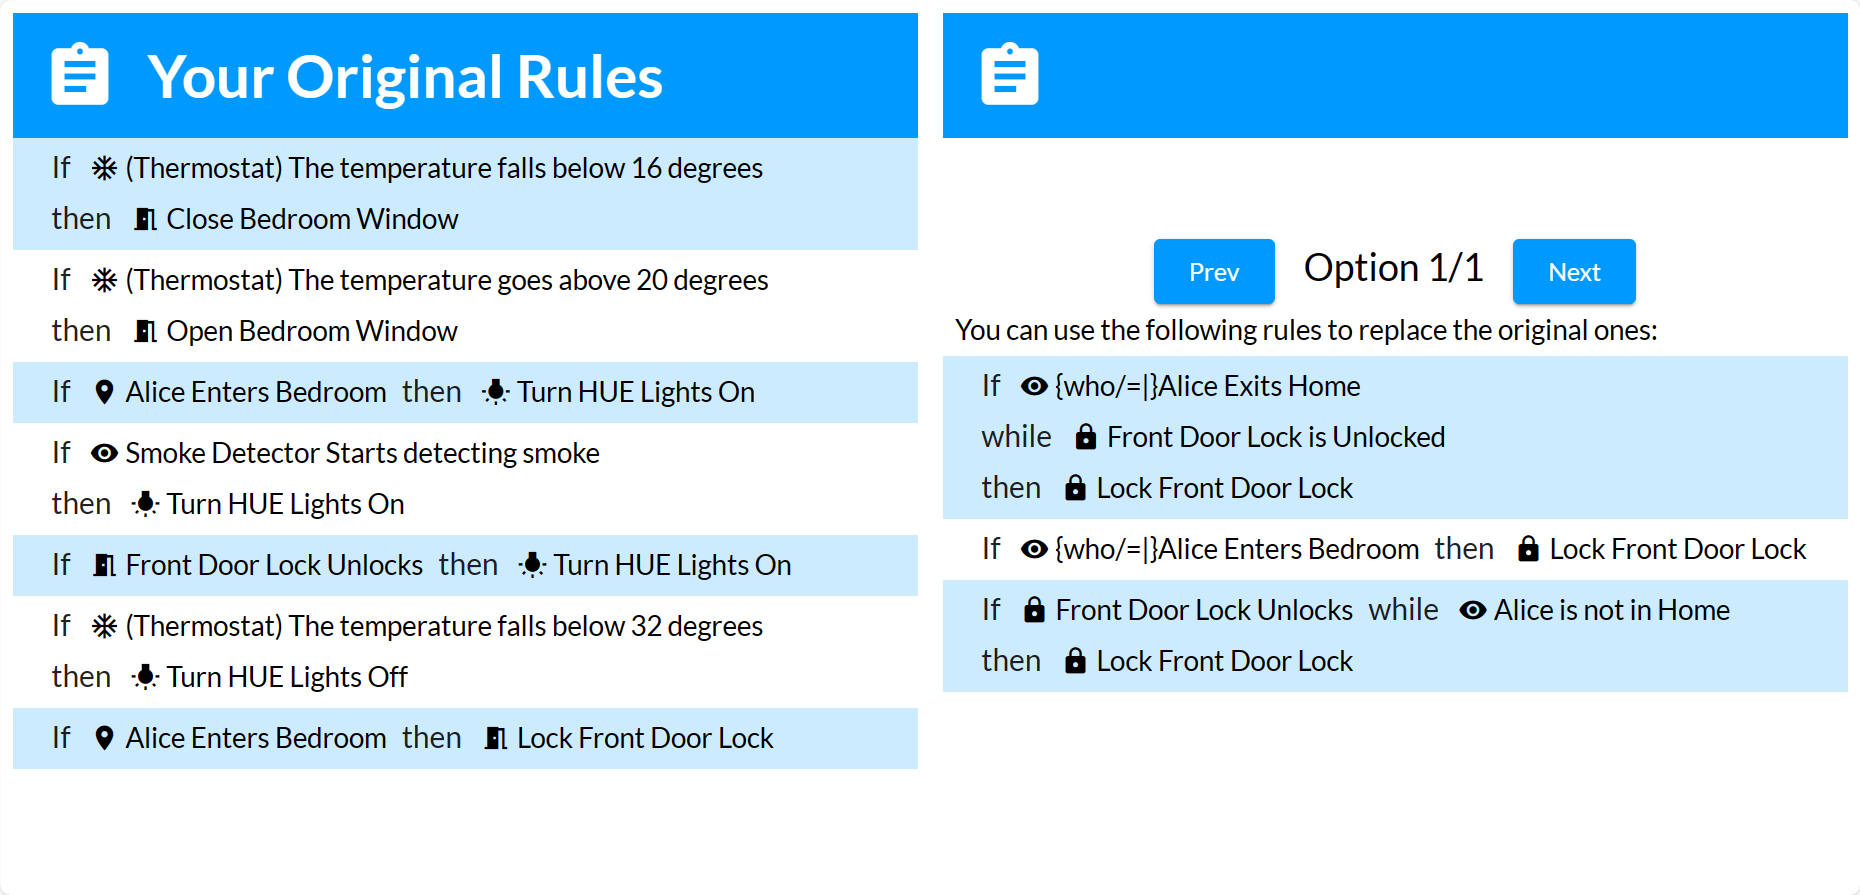 Your Original Rules
If (Thermostat) The temperature falls below 16 degrees
then Close Bedroom Window
If (Thermostat) The temperature goes above 20 degrees
then Open Bedroom Window
If Alice Enters Bedroom then Turn HUE Lights On
If Smoke Detector Starts detecting smoke
then Turn HUE Lights On
If Front Door Lock Unlocks then Turn HUE Lights On
If (Thermostat) The temperature falls below 32 degrees
then Turn HUE Lights Off
If Alice Enters Bedroom then Lock Front Door Lock
Prev Option 1/1 Next
You can use the following rules to replace the original ones:
If {who/=|}Alice Exits Home
while Front Door Lock is Unlocked
then Lock Front Door Lock
If {who/=|}Alice Enters Bedroom then Lock Front Door Lock
If Front Door Lock Unlocks while Alice is not in Home
then Lock Front Door Lock